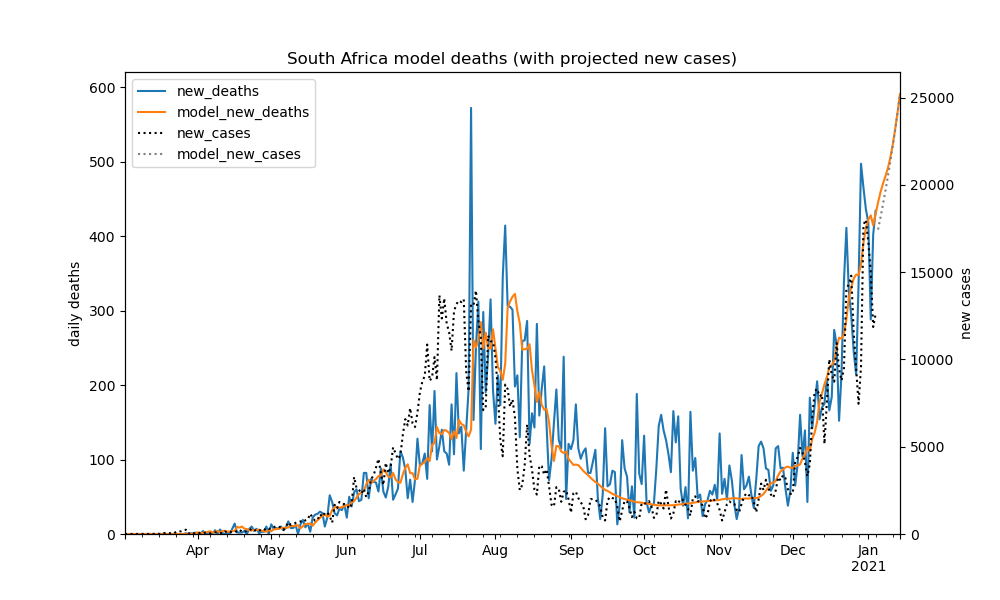 South Africa model deaths (with projected new cases)
new_deaths
model_new_deaths
new_cases
model_new_cases
600
500
400
300
200
100
0
daily deaths
25000
20000
15000
10000
5000
0
new cases
Apr May Jun Jul Aug Sep Oct Nov Dec Jan
2021